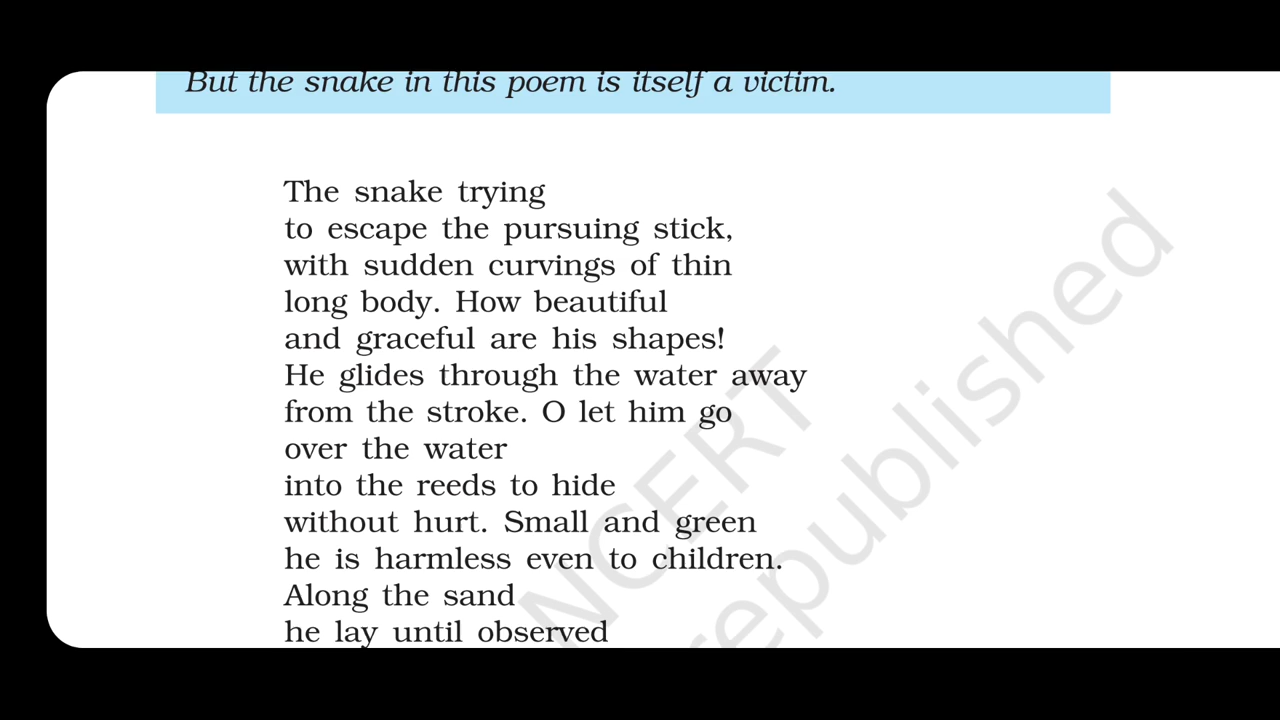 But the snake in this poem is itself a victim.
The snake trying
to escape the pursuing stick,
with sudden curvings of thin
long body. How beautiful
and graceful are his shapes!
He glides through the water away
from the stroke. O let him go
over the water
into the reeds to hide
without hurt. Small and green
he is harmless even to children.
Along the sand
he lay until observed
NCERT
republished